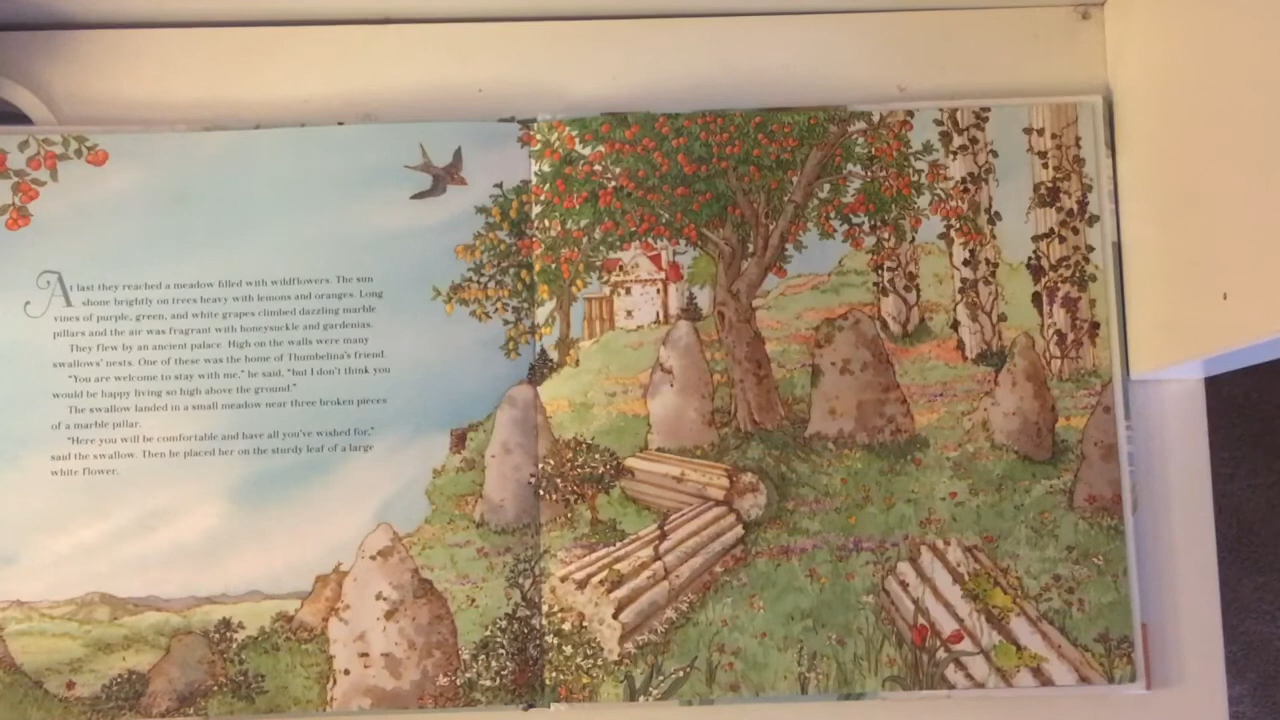 At last they reached a meadow filled with wildflowers. The sun
shone brightly on trees heavy with lemons and oranges. Long
vines of purple, green, and white grapes climbed dazzling marble
pillars and the air was fragrant with honeysuckle and gardenias.
They flew by an ancient palace. High on the walls were many
swallows' nests. One of these was the home of Thumbelina's friend.
"You are welcome to stay with me," he said, "but I don't think you
would be happy living so high above the ground."
The swallow landed in a small meadow near three broken pieces
of a marble pillar.
"Here you will be comfortable and have all you've wished for,"
said the swallow. Then he placed her on the sturdy leaf of a large
white flower.